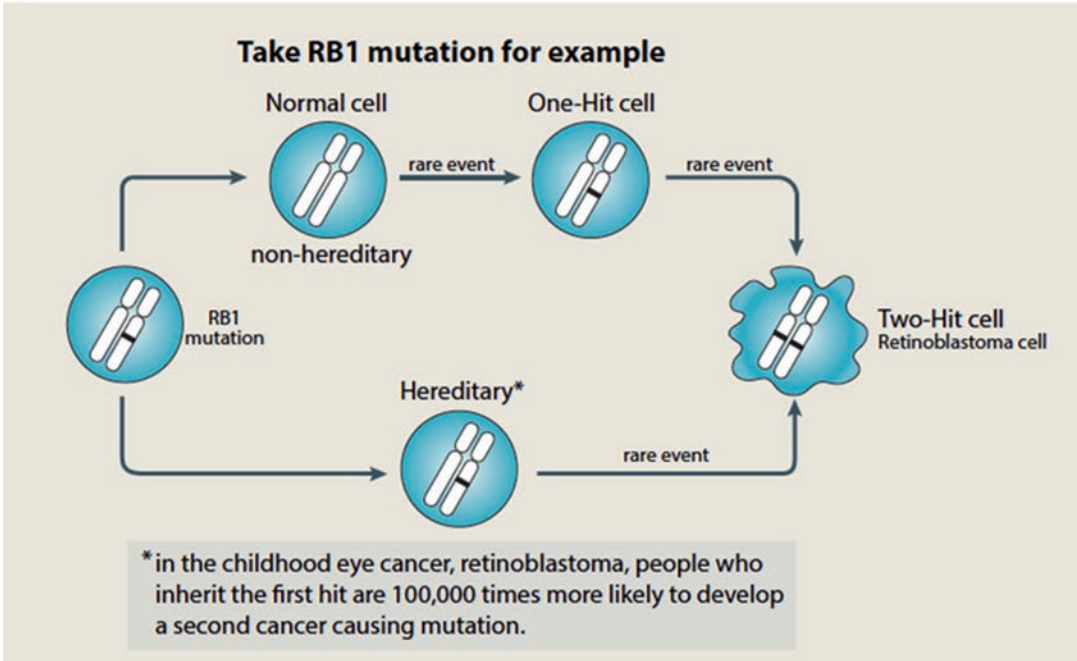 Take RB1 mutation for example
Normal cell
One-Hit cell
rare event
rare event
non-hereditary
RB1
mutation
Two-Hit cell
Retinoblastoma cell
Hereditary*
rare event
*in the childhood eye cancer, retinoblastoma, people who
inherit the first hit are 100,000 times more likely to develop
a second cancer causing mutation.